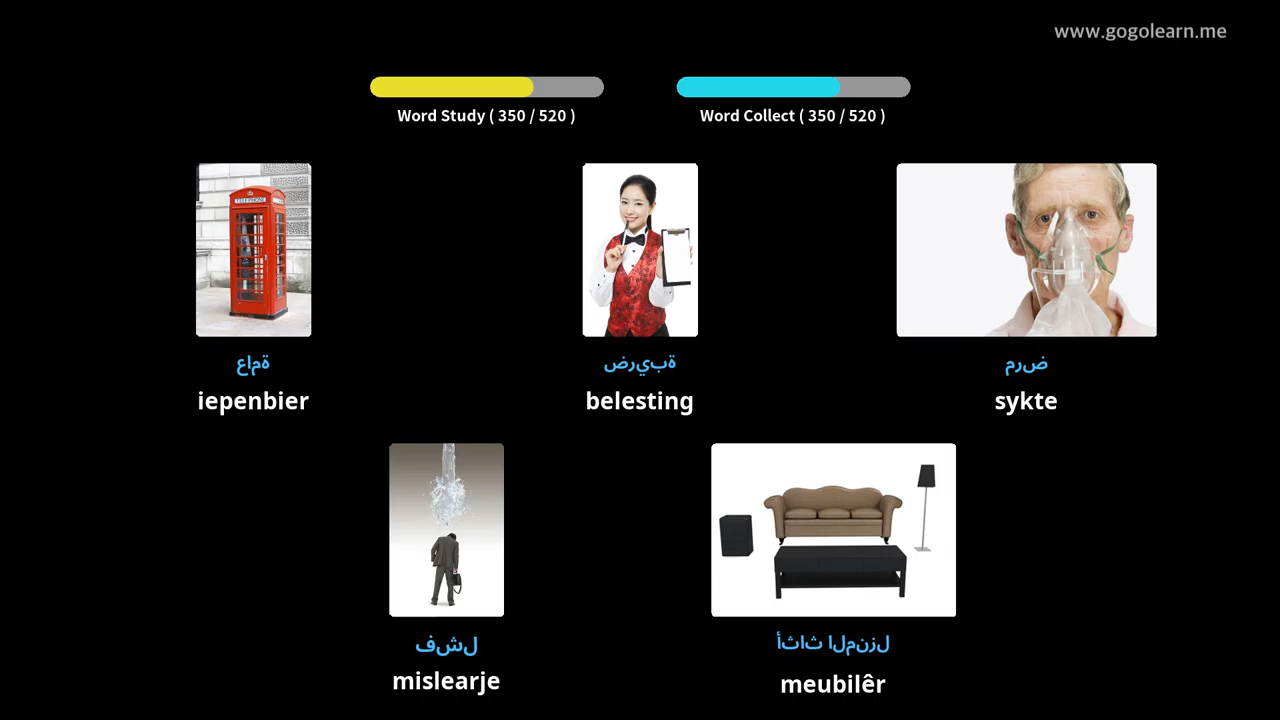 www.gogolearn.me
Word Study ( 350 / 520 )
Word Collect ( 350 / 520 )
عامة
iepenbier
ضريبة
belesting
مرض
sykte
فشل
mislearje
أثاث المنزل
meubilêr
TELEPHONE